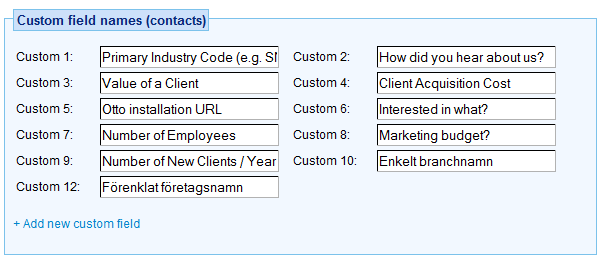 Custom field names (contacts)
Custom 1: Primary Industry Code (e.g. Custom 2: How did you hear about us?
Custom 3: Value of a Client Custom 4: Client Acquisition Cost
Custom 5: Otto installation URL Custom 6: Interested in what?
Custom 7: Number of Employees Custom 8: Marketing budget?
Custom 9: Number of New Clients / Year Custom 10: Enkelt branchnamn
Custom 12: Förenklat företagsnamn
+ Add new custom field